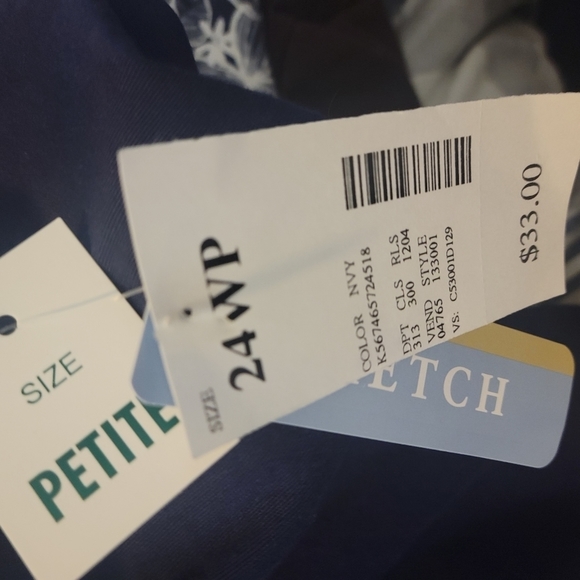 SIZE
24WP
COLOR NVY
K567465724518
DPT CLS RLS
313 300 1204
VEND STYLE
04765 133001
VS: C53001D129
$33.00
SIZE
PETITE
ETCH